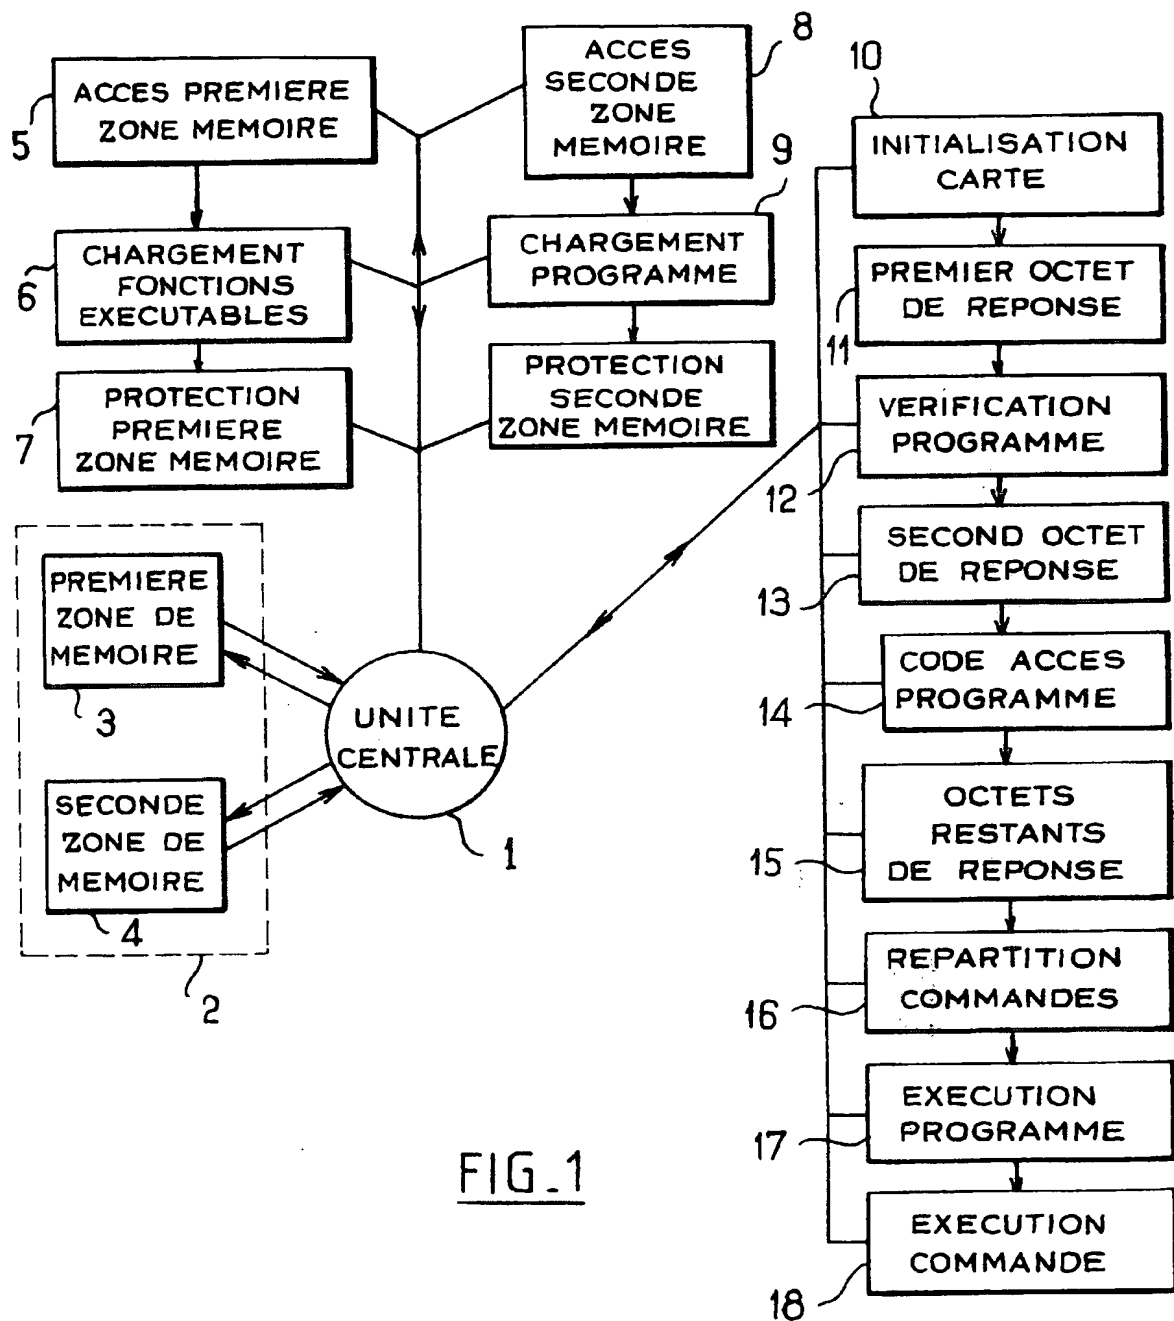 5
ACCES PREMIERE
ZONE MEMOIRE
6
CHARGEMENT
FONCTIONS
EXECUTABLES
7
PROTECTION
PREMIERE
ZONE MEMOIRE
8
ACCES
SECONDE
ZONE
MEMOIRE
9
CHARGEMENT
PROGRAMME
PROTECTION
SECONDE
ZONE MEMOIRE
PREMIERE
ZONE DE
MEMOIRE
3
SECONDE
ZONE DE
MEMOIRE
4
2
UNITE
CENTRALE
1
10
INITIALISATION
CARTE
11
PREMIER OCTET
DE REPONSE
12
VERIFICATION
PROGRAMME
13
SECOND OCTET
DE REPONSE
14
CODE ACCES
PROGRAMME
15
OCTETS
RESTANTS
DE REPONSE
16
REPARTITION
COMMANDES
17
EXECUTION
PROGRAMME
18
EXECUTION
COMMANDE
FIG_1